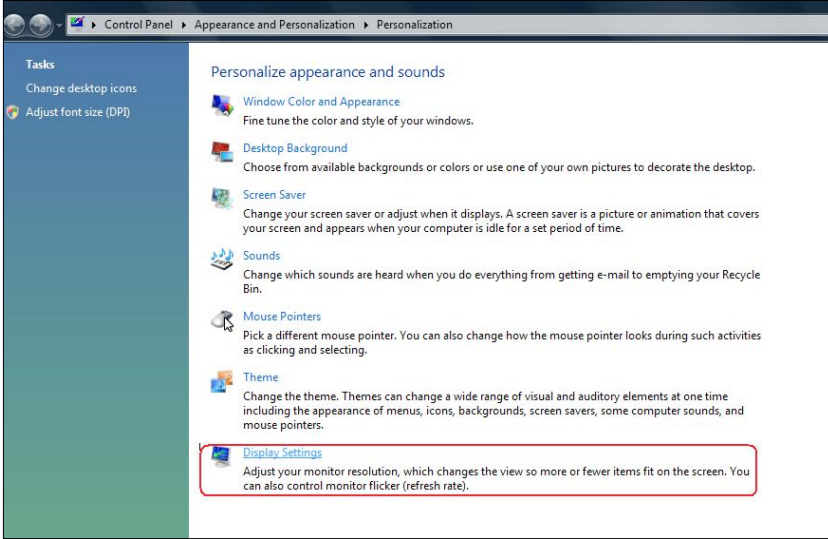 Control Panel ▸ Appearance and Personalization ▸ Personalization
Tasks
Change desktop icons
Adjust font size (DPI)
Personalize appearance and sounds
Window Color and Appearance
Fine tune the color and style of your windows.
Desktop Background
Choose from available backgrounds or colors or use one of your own pictures to decorate the desktop.
Screen Saver
Change your screen saver or adjust when it displays. A screen saver is a picture or animation that covers
your screen and appears when your computer is idle for a set period of time.
Sounds
Change which sounds are heard when you do everything from getting e-mail to emptying your Recycle
Bin.
Mouse Pointers
Pick a different mouse pointer. You can also change how the mouse pointer looks during such activities
as clicking and selecting.
Theme
Change the theme. Themes can change a wide range of visual and auditory elements at one time
including the appearance of menus, icons, backgrounds, screen savers, some computer sounds, and
mouse pointers.
Display Settings
Adjust your monitor resolution, which changes the view so more or fewer items fit on the screen. You
can also control monitor flicker (refresh rate).